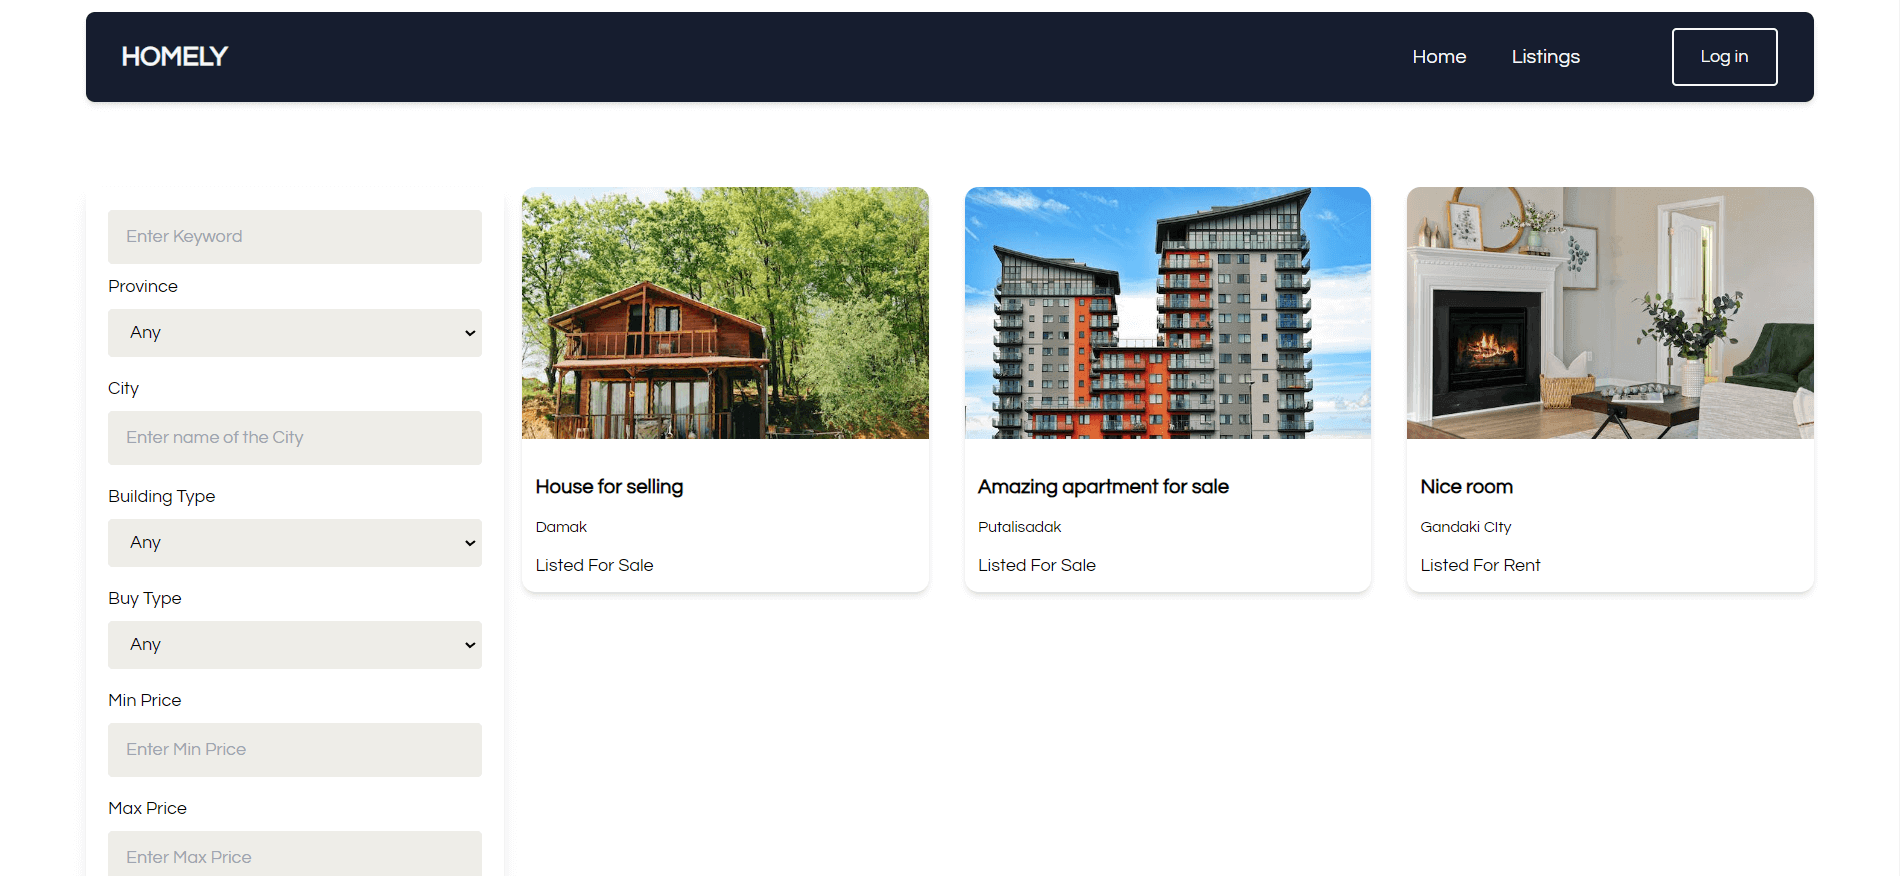 HOMELY
Home
Listings
Log in
Enter Keyword
Province
Any
City
Enter name of the City
Building Type
Any
Buy Type
Any
Min Price
Enter Min Price
Max Price
Enter Max Price
House for selling
Damak
Listed For Sale
Amazing apartment for sale
Putalisadak
Listed For Sale
Nice room
Gandaki CIty
Listed For Rent